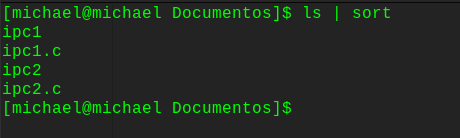 [michael@michael Documentos]$ ls | sort
ipc1
ipc1.c
ipc2
ipc2.c
[michael@michael Documentos]$